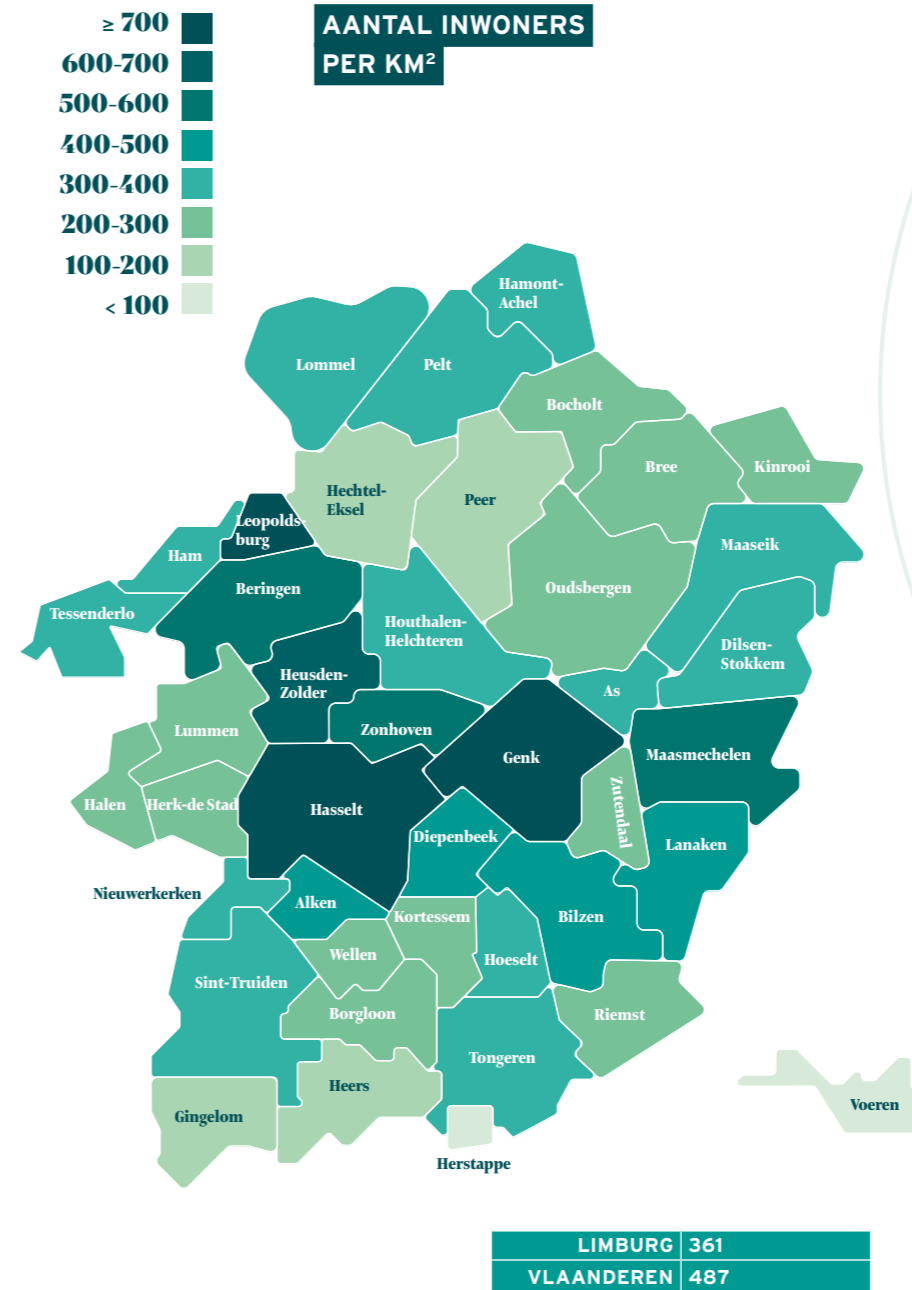 AANTAL INWONERS
PER KM²
≥ 700
600-700
500-600
400-500
300-400
200-300
100-200
< 100
Hamont-
Achel
Lommel
Pelt
Bocholt
Bree
Kinrooi
Hechtel-
Eksel
Peer
Leopolds-
burg
Ham
Maaseik
Beringen
Oudsbergen
Tessenderlo
Houthalen-
Helchteren
Dilsen-
Stokkem
Heusden-
Zolder
As
Lummen
Zonhoven
Genk
Maasmechelen
Halen
Herk-de Stad
Hasselt
Zutendaal
Diepenbeek
Lanaken
Nieuwerkerken
Alken
Kortessem
Bilzen
Wellen
Hoeselt
Sint-Truiden
Borgloon
Riemst
Tongeren
Heers
Voeren
Gingelom
Herstappe
LIMBURG 361
VLAANDEREN 487